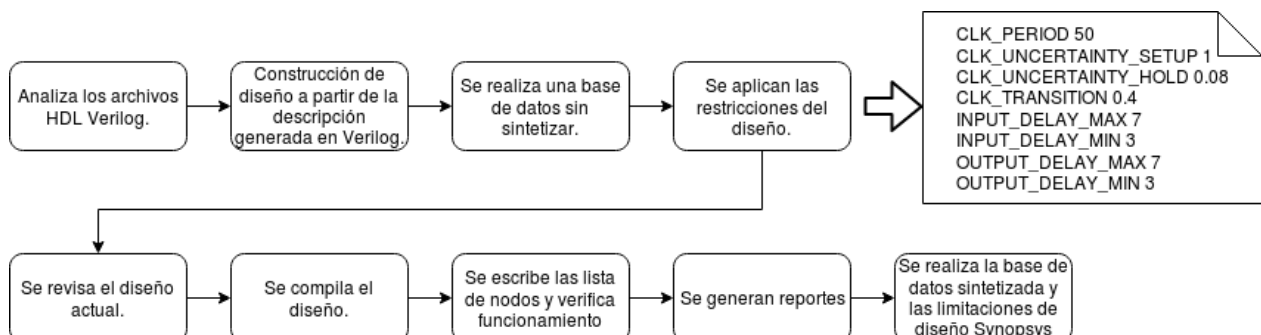 Analiza los archivos
HDL Verilog.
Construcción de
diseño a partir de la
descripción
generada en Verilog.
Se realiza una base
de datos sin
sintetizar.
Se aplican las
restricciones del
diseño.
CLK_PERIOD 50
CLK_UNCERTAINTY_SETUP 1
CLK_UNCERTAINTY_HOLD 0.08
CLK_TRANSITION 0.4
INPUT_DELAY_MAX 7
INPUT_DELAY_MIN 3
OUTPUT_DELAY_MAX 7
OUTPUT_DELAY_MIN 3
Se revisa el diseño
actual.
Se compila el
diseño.
Se escribe las lista
de nodos y verifica
funcionamiento
Se generan reportes
Se realiza la base de
datos sintetizada y
las limitaciones de
diseño Synopsys